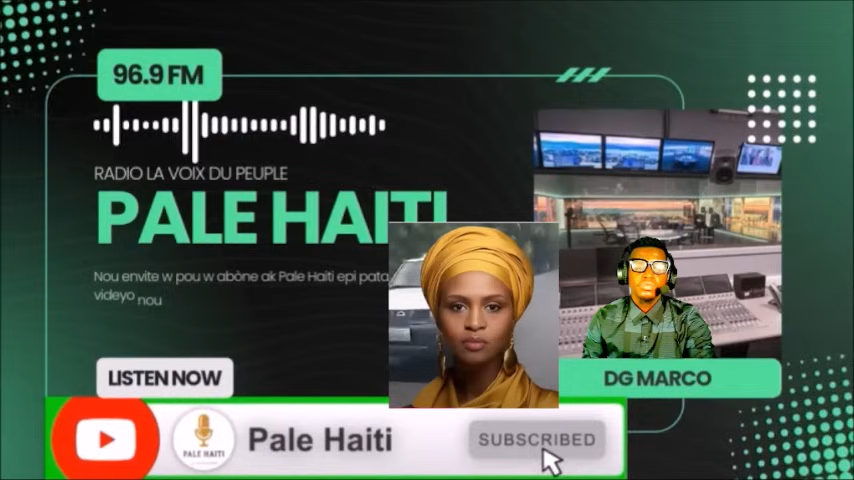 96.9 FM
RADIO LA VOIX DU PEUPLE
PALE HAITI
Nou envite w pou w abòne ak Pale Haiti epi pata
videyo nou
LISTEN NOW
DG MARCO
PALE HAITI
Pale Haiti
SUBSCRIBED